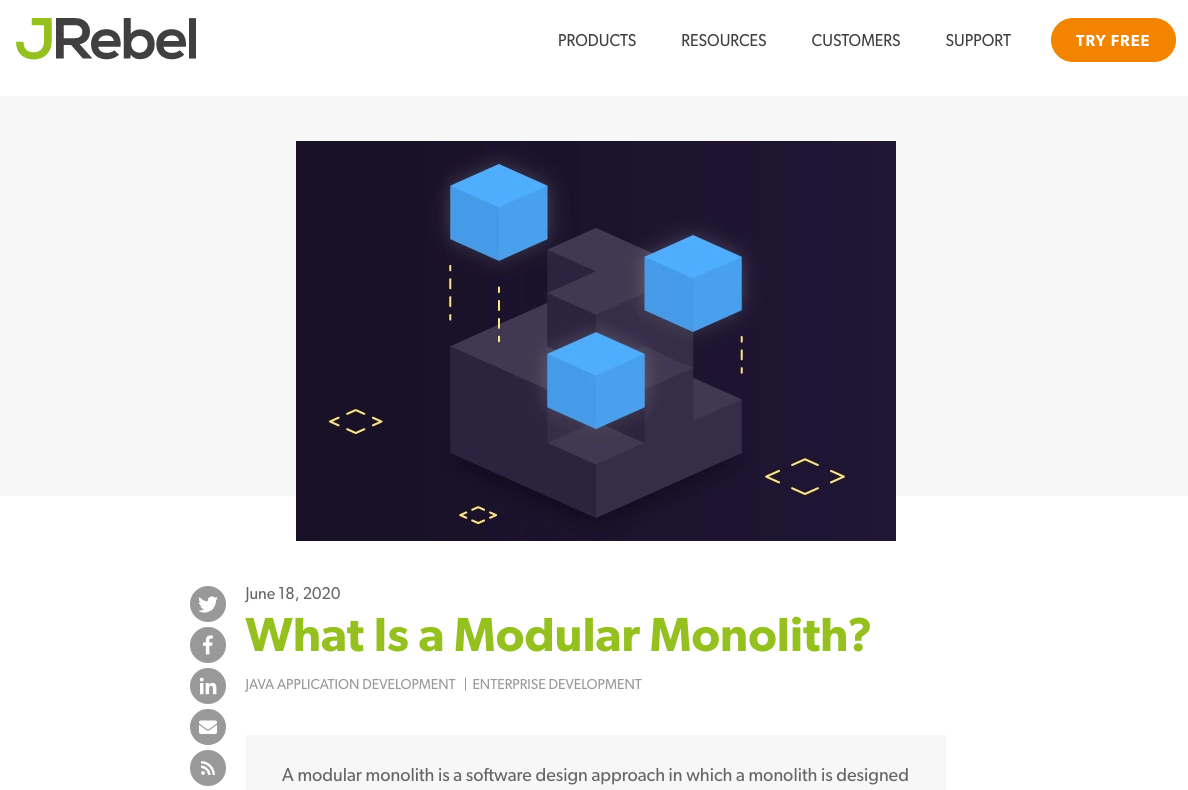 JRebel
PRODUCTS
RESOURCES
CUSTOMERS
SUPPORT
TRY FREE
June 18, 2020
What Is a Modular Monolith?
JAVA APPLICATION DEVELOPMENT | ENTERPRISE DEVELOPMENT
A modular monolith is a software design approach in which a monolith is designed